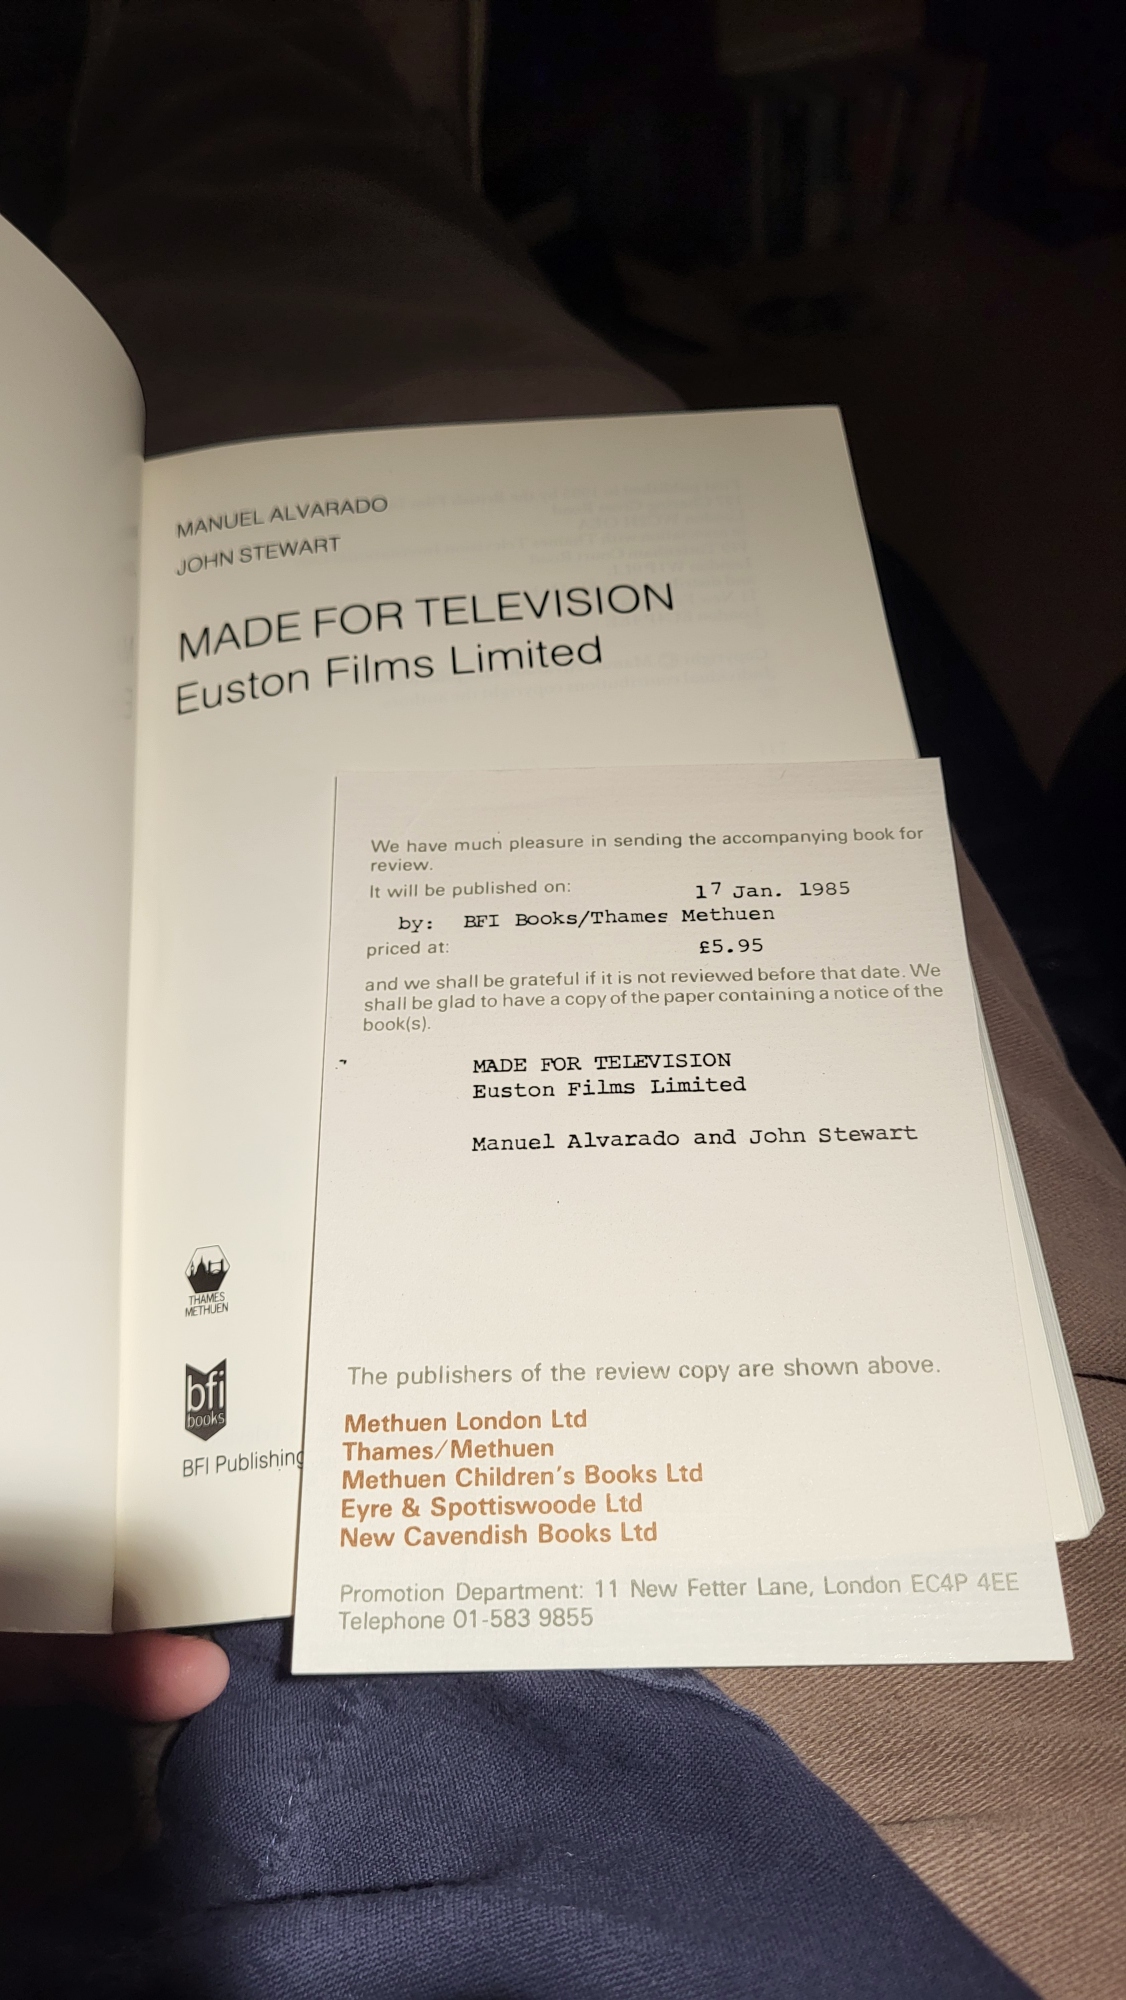 MANUEL ALVARADO
JOHN STEWART
MADE FOR TELEVISION
Euston Films Limited
THAMES
METHUEN
bfi
books
BFI Publishing
We have much pleasure in sending the accompanying book for
review.
It will be published on: 17 Jan. 1985
by: BFI Books/Thames Methuen
priced at: £5.95
and we shall be grateful if it is not reviewed before that date. We
shall be glad to have a copy of the paper containing a notice of the
book(s).
MADE FOR TELEVISION
Euston Films Limited
Manuel Alvarado and John Stewart
The publishers of the review copy are shown above.
Methuen London Ltd
Thames/Methuen
Methuen Children's Books Ltd
Eyre & Spottiswoode Ltd
New Cavendish Books Ltd
Promotion Department: 11 New Fetter Lane, London EC4P 4EE
Telephone 01-583 9855